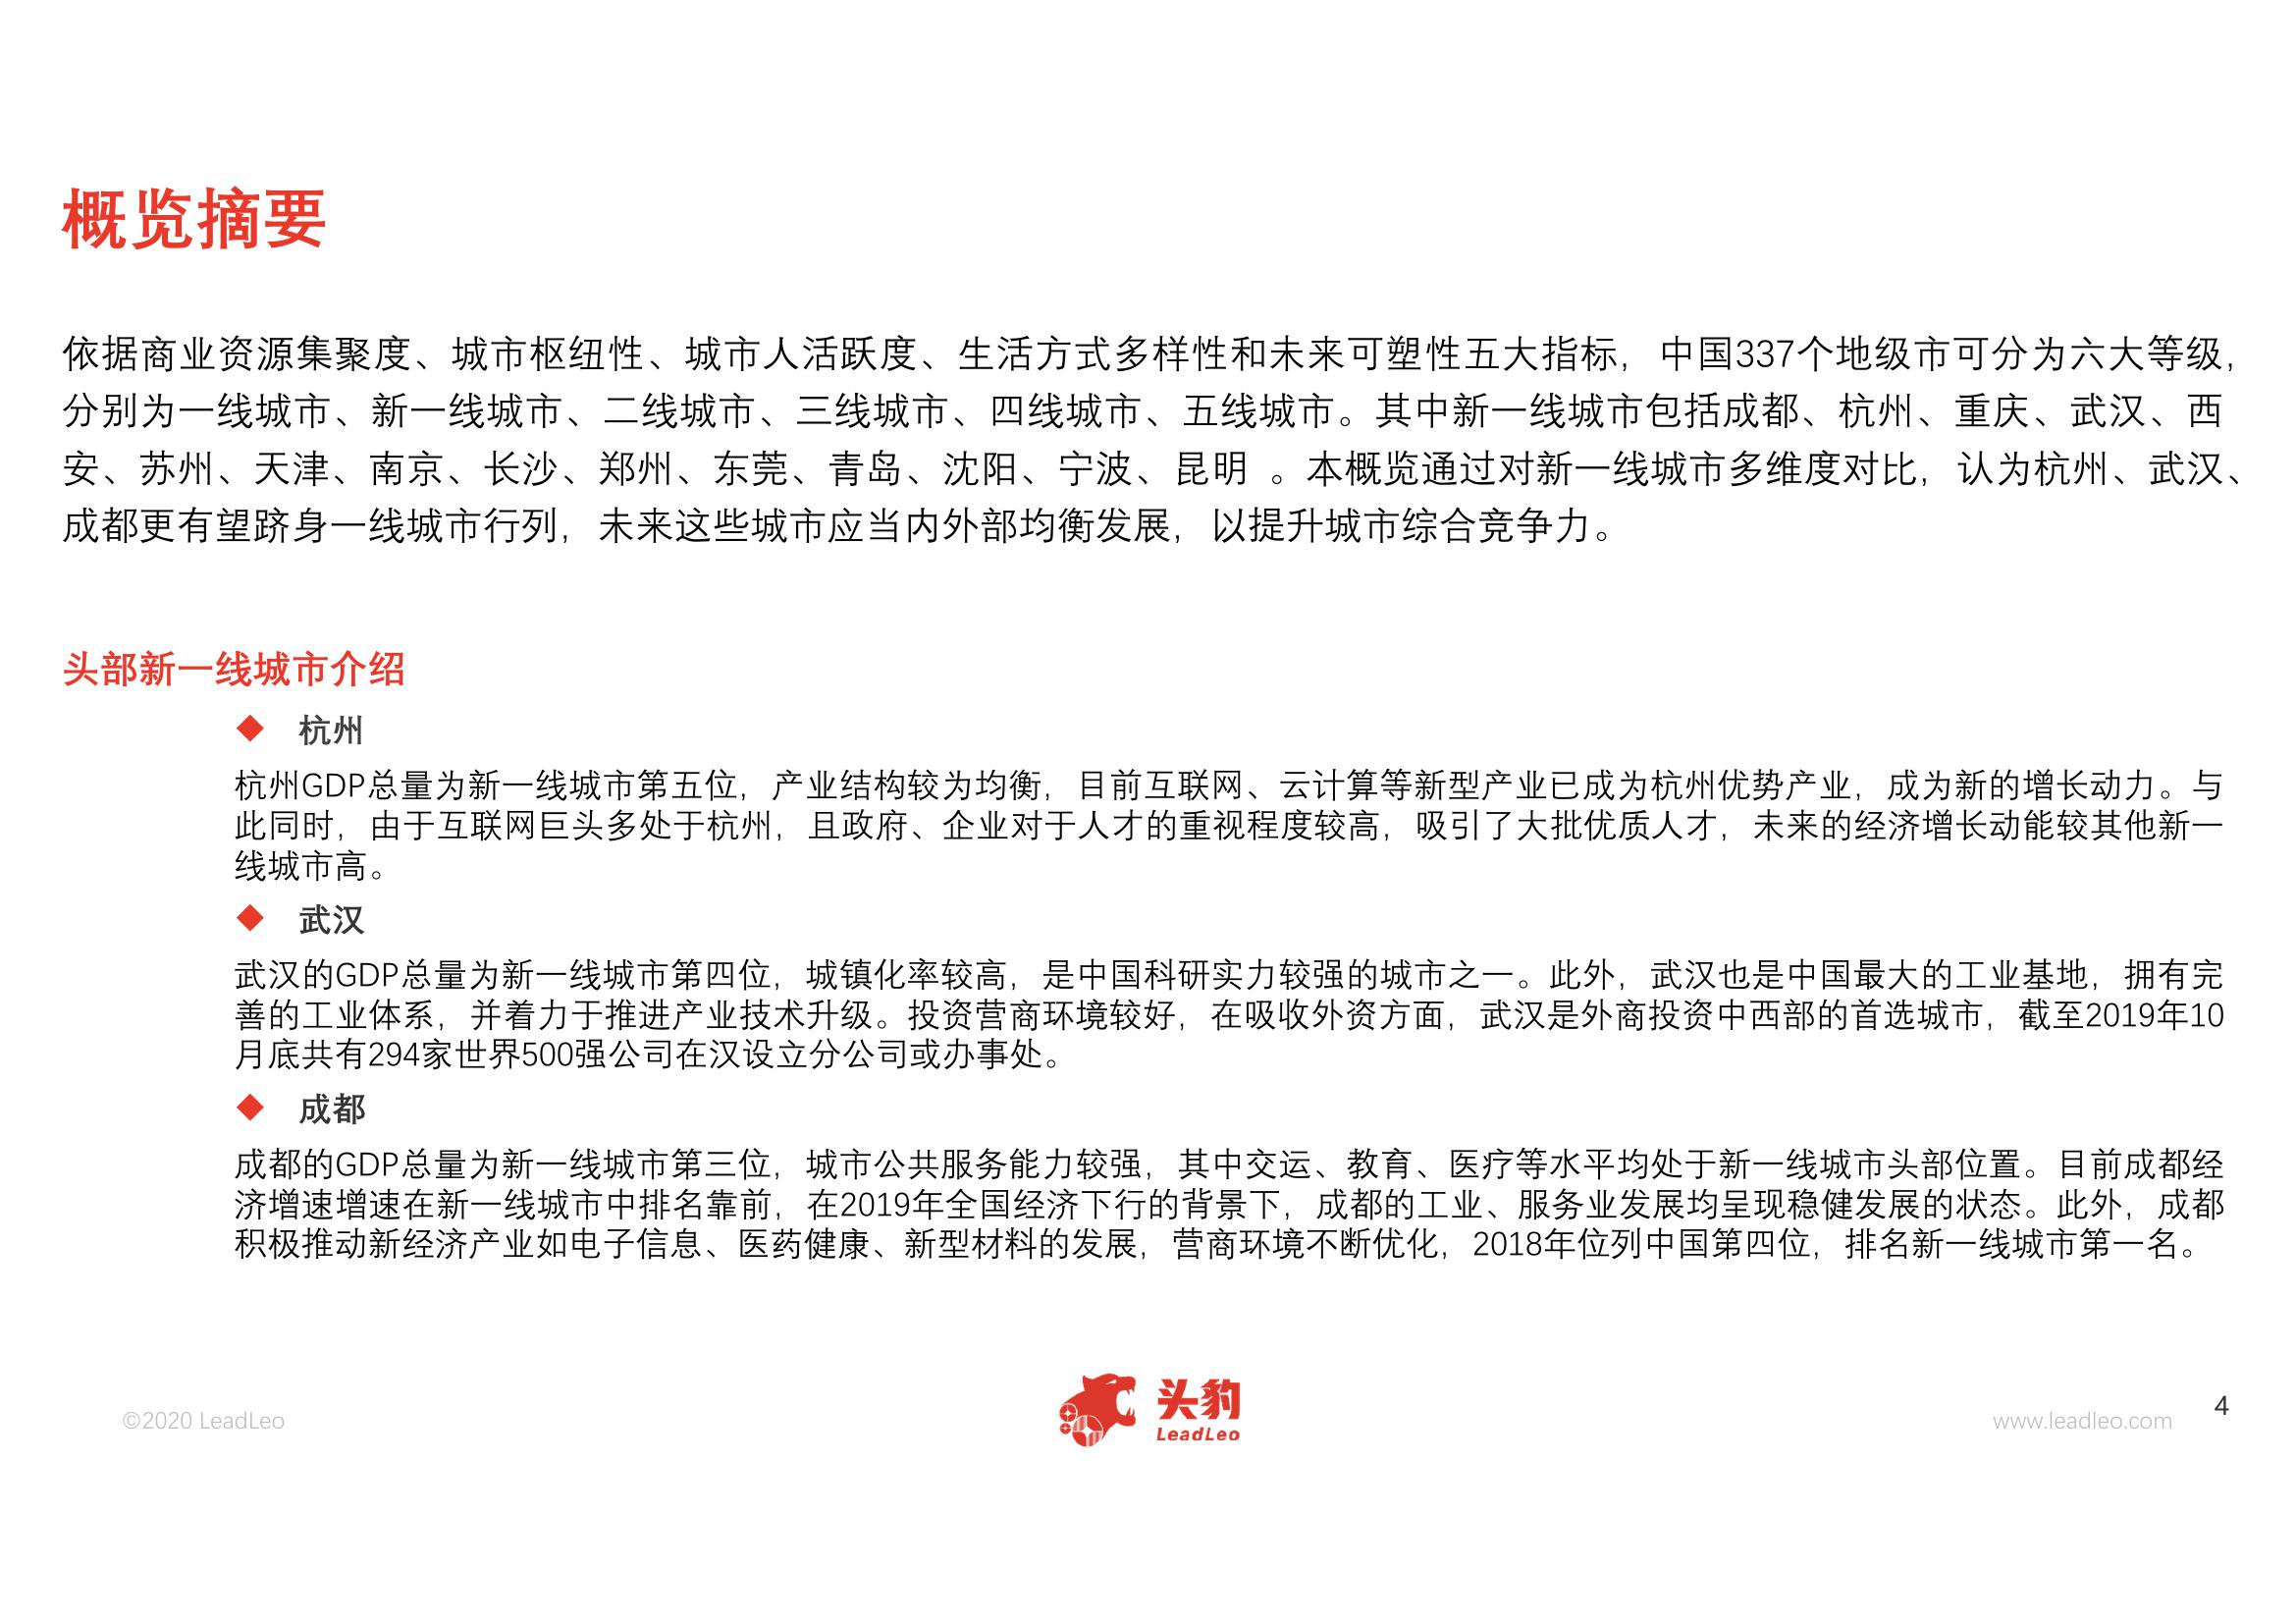 概览摘要
依据商业资源集聚度、城市枢纽性、城市人活跃度、生活方式多样性和未来可塑性五大指标，中国337个地级市可分为六大等级，
分别为一线城市、新一线城市、二线城市、三线城市、四线城市、五线城市。其中新一线城市包括成都、杭州、重庆、武汉、西
安、苏州、天津、南京、长沙、郑州、东莞、青岛、沈阳、宁波、昆明 。本概览通过对新一线城市多维度对比，认为杭州、武汉、
成都更有望跻身一线城市行列，未来这些城市应当内外部均衡发展，以提升城市综合竞争力。
头部新一线城市介绍
◆ 杭州
杭州GDP总量为新一线城市第五位，产业结构较为均衡，目前互联网、云计算等新型产业已成为杭州优势产业，成为新的增长动力。与
此同时，由于互联网巨头多处于杭州，且政府、企业对于人才的重视程度较高，吸引了大批优质人才，未来的经济增长动能较其他新一
线城市高。
◆ 武汉
武汉的GDP总量为新一线城市第四位，城镇化率较高，是中国科研实力较强的城市之一。此外，武汉也是中国最大的工业基地，拥有完
善的工业体系，并着力于推进产业技术升级。投资营商环境较好，在吸收外资方面，武汉是外商投资中西部的首选城市，截至2019年10
月底共有294家世界500强公司在汉设立分公司或办事处。
◆ 成都
成都的GDP总量为新一线城市第三位，城市公共服务能力较强，其中交运、教育、医疗等水平均处于新一线城市头部位置。目前成都经
济增速增速在新一线城市中排名靠前，在2019年全国经济下行的背景下，成都的工业、服务业发展均呈现稳健发展的状态。此外，成都
积极推动新经济产业如电子信息、医药健康、新型材料的发展，营商环境不断优化，2018年位列中国第四位，排名新一线城市第一名。
©2020 LeadLeo
头豹
LeadLeo
www.leadleo.com
4